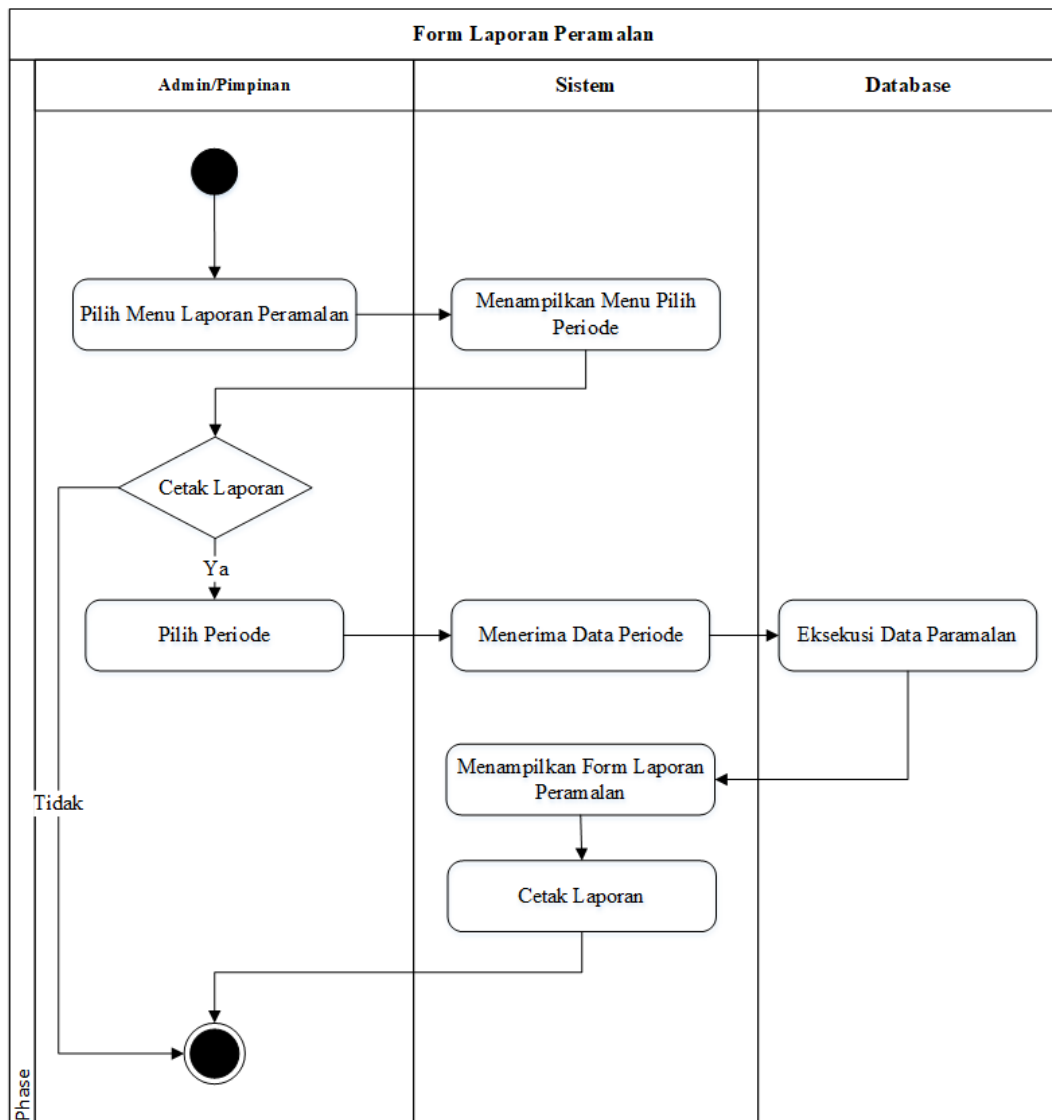 Form Laporan Peramalan
Admin/Pimpinan
Sistem
Database
Pilih Menu Laporan Peramalan
Menampilkan Menu Pilih
Periode
Cetak Laporan
Ya
Pilih Periode
Menerima Data Periode
Eksekusi Data Paramalan
Menampilkan Form Laporan
Peramalan
Tidak
Cetak Laporan
Phase